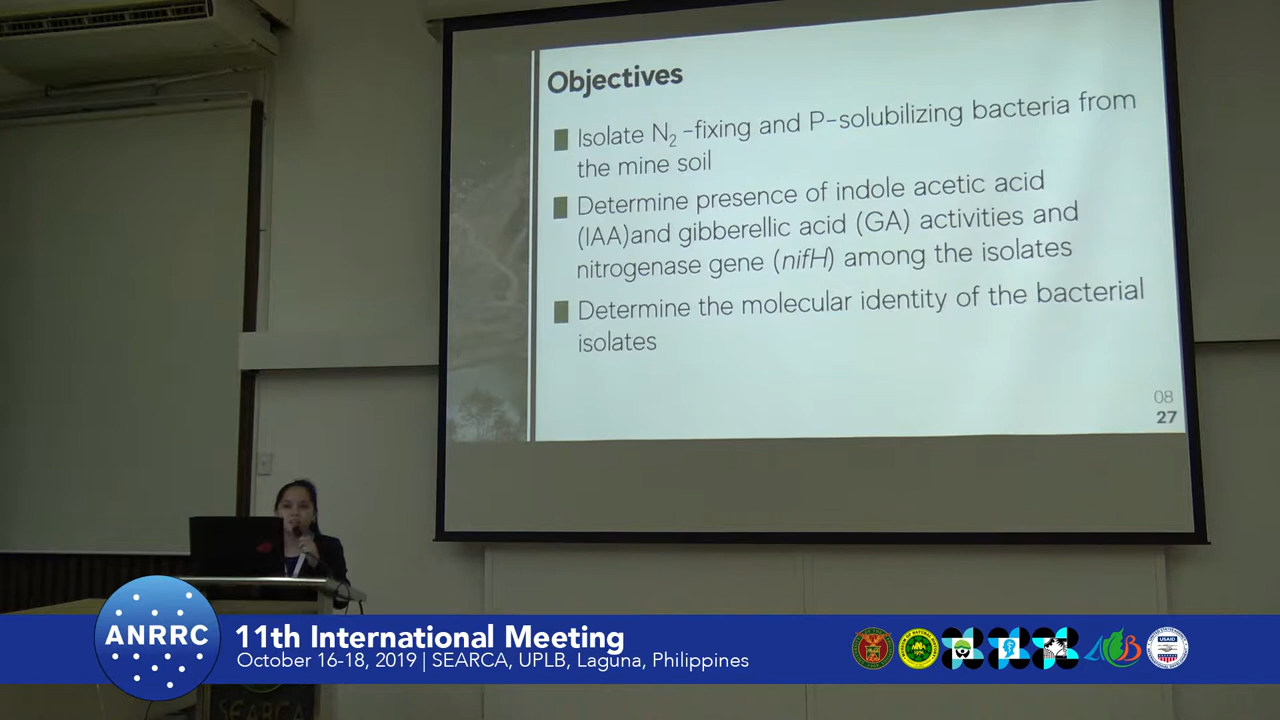 Objectives
Isolate N₂ -fixing and P-solubilizing bacteria from
the mine soil
Determine presence of indole acetic acid
(IAA)and gibberellic acid (GA) activities and
nitrogenase gene (nifH) among the isolates
Determine the molecular identity of the bacterial
isolates
08
27
ANRRC
11th International Meeting
October 16-18, 2019 | SEARCA, UPLB, Laguna, Philippines
USAID
SEARCA